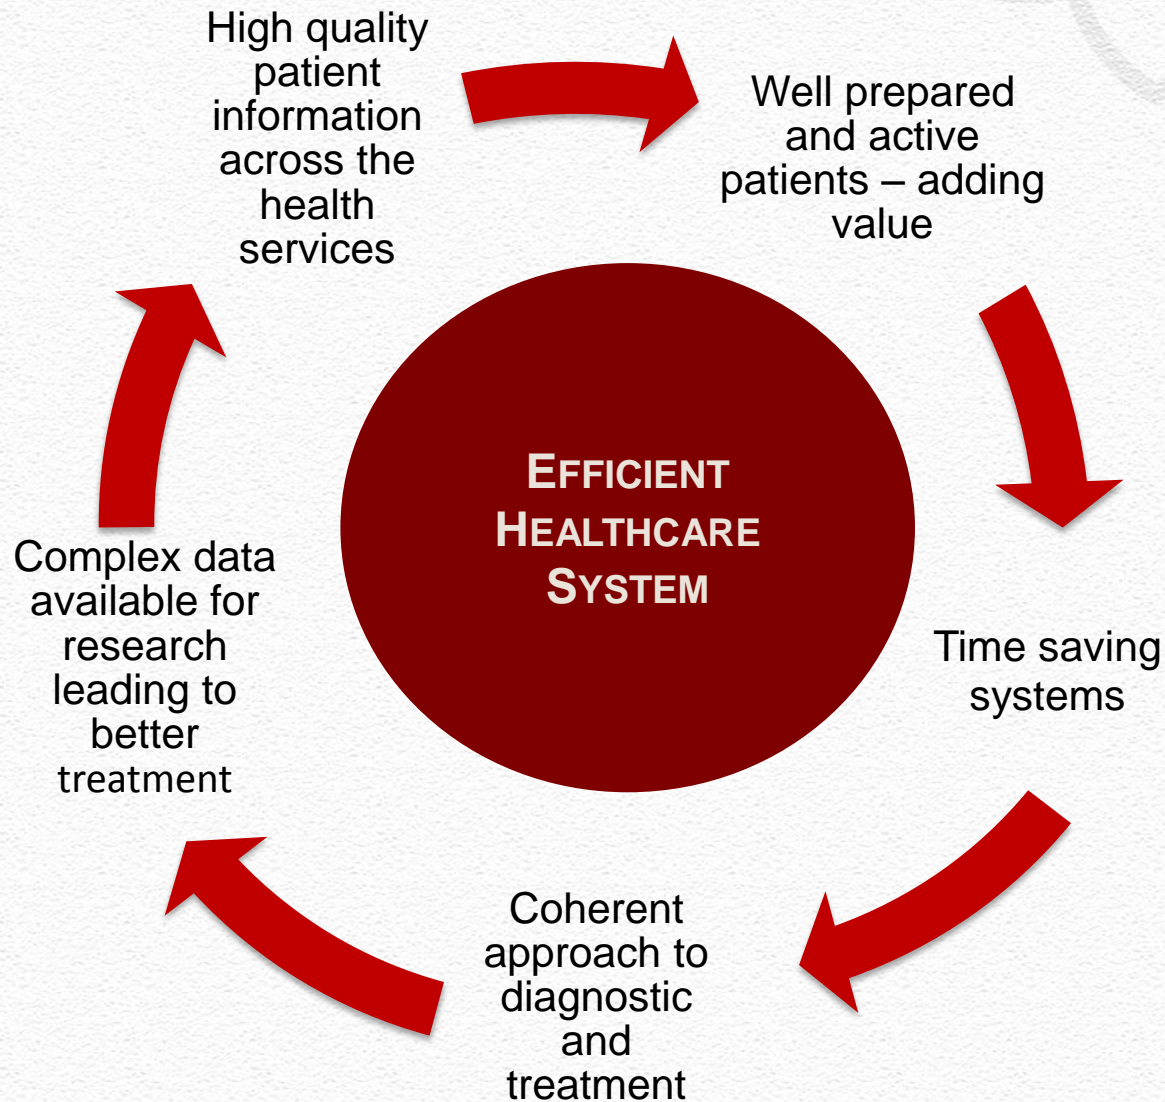 High quality
patient
information
across the
health
services
Well prepared
and active
patients – adding
value
Time saving
systems
Coherent
approach to
diagnostic
and
treatment
Complex data
available for
research
leading to
better
treatment
EFFICIENT
HEALTHCARE
SYSTEM